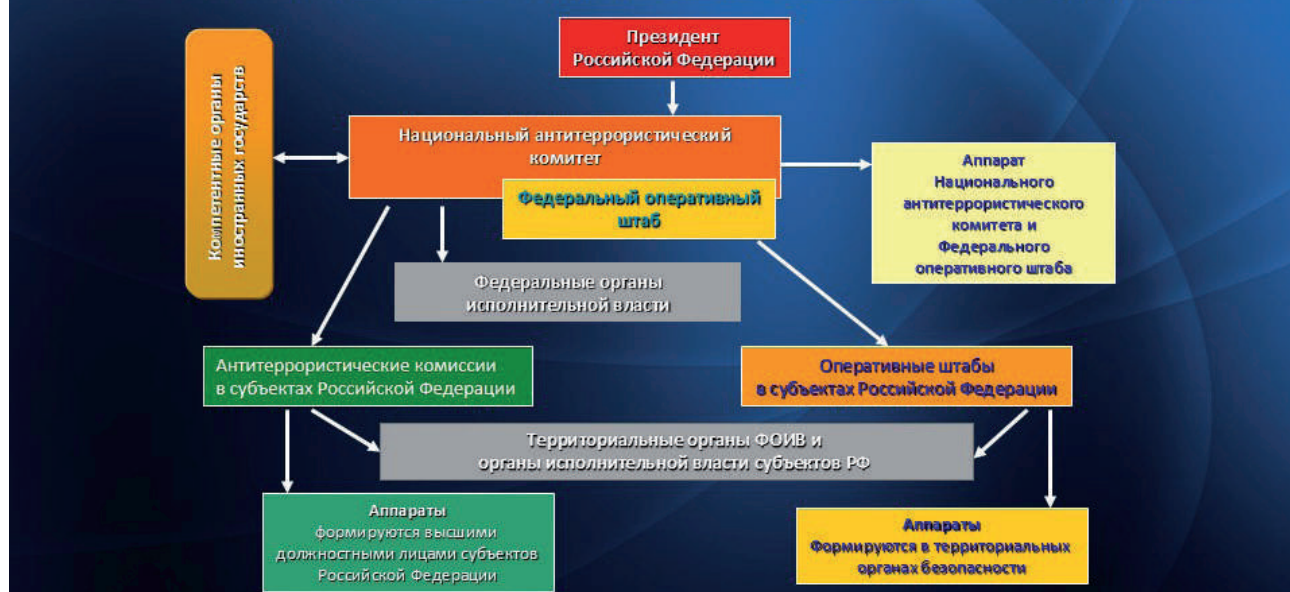 Президент
Российской Федерации
Компетентные органы
иностранных государств
Национальный антитеррористический
комитет
Федеральный оперативный
штаб
Аппарат
Национального
антитеррористического
комитета и
Федерального
оперативного штаба
Федеральные органы
исполнительной власти
Антитеррористические комиссии
в субъектах Российской Федерации
Оперативные штабы
в субъектах Российской Федерации
Территориальные органы ФОИВ и
органы исполнительной власти субъектов РФ
Аппараты
формируются высшими
должностными лицами субъектов
Российской Федерации
Аппараты
Формируются в территориальных
органах безопасности